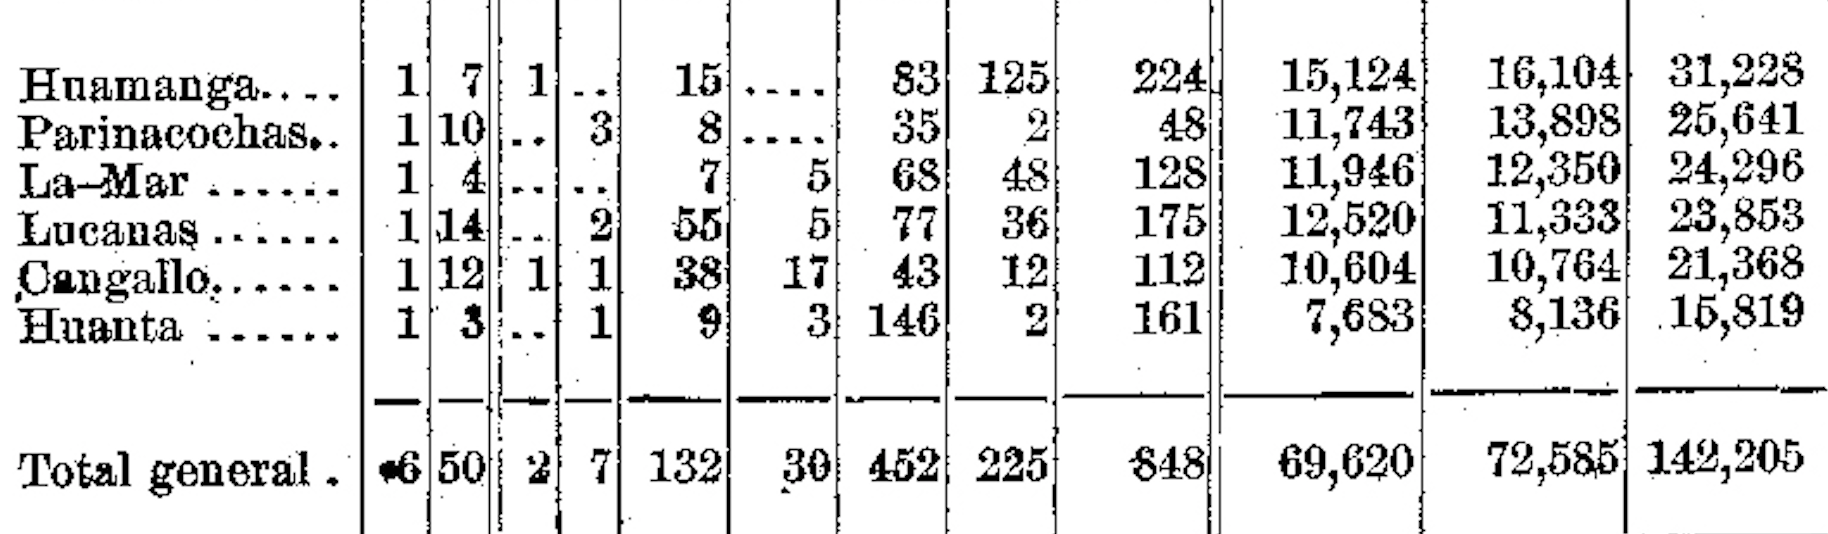 Huamanga.... 1 7 1 .. 15 .... 83 125 224 15,124 16,104 31,228
Parinacochas.. 1 10 .. 3 8 .... 35 2 48 11,743 13,898 25,641
La-Mar ...... 1 4 .. .. 7 5 68 48 128 11,946 12,350 24,296
Lucanas ...... 1 14 .. 2 55 5 77 36 175 12,520 11,333 23,853
Cangallo...... 1 12 1 1 38 17 43 12 112 10,604 10,764 21,368
Huanta ...... 1 3 .. 1 9 3 146 2 161 7,683 8,136 15,819
Total general . 6 50 2 7 132 30 452 225 848 69,620 72,585 142,205